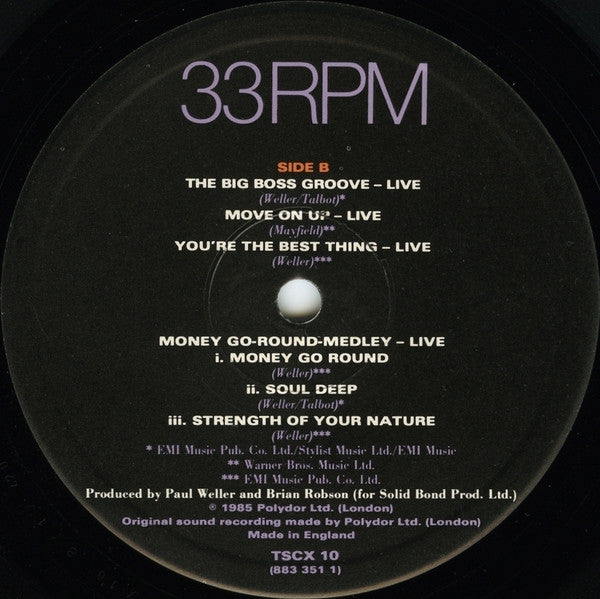 33RPM
SIDE B
THE BIG BOSS GROOVE – LIVE
(Weller/Talbot)*
MOVE ON UP – LIVE
(Mayfield)**
YOU'RE THE BEST THING – LIVE
(Weller)***
MONEY GO-ROUND-MEDLEY – LIVE
i. MONEY GO ROUND
(Weller)***
ii. SOUL DEEP
(Weller/Talbot)*
iii. STRENGTH OF YOUR NATURE
(Weller)***
* EMI Music Pub. Co. Ltd./Stylist Music Ltd./EMI Music
** Warner Bros. Music Ltd.
*** EMI Music Pub. Co. Ltd.
Produced by Paul Weller and Brian Robson (for Solid Bond Prod. Ltd.)
℗ 1985 Polydor Ltd. (London)
Original sound recording made by Polydor Ltd. (London)
Made in England
TSCX 10
(883 351 1)